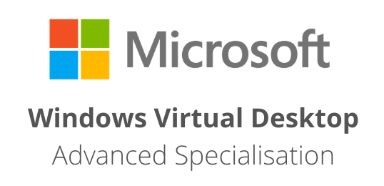 Microsoft
Windows Virtual Desktop
Advanced Specialisation